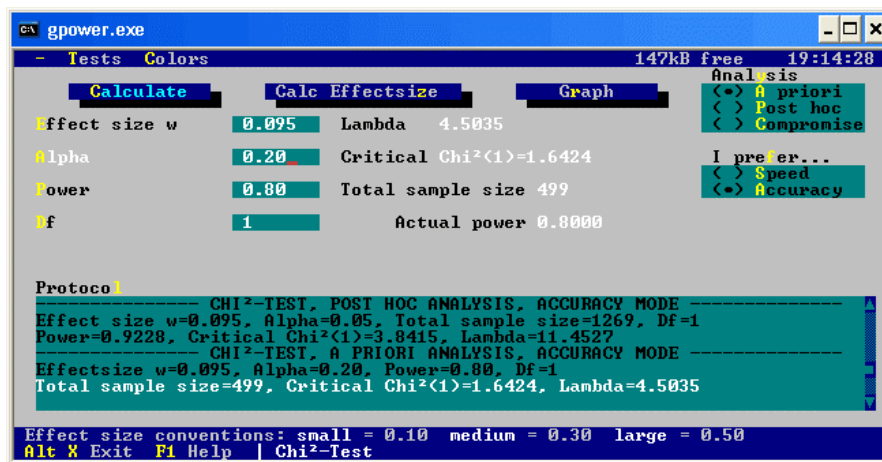 gpower.exe
- Tests Colors 147kB free 19:14:28
Calculate Calc Effectsize Graph
Analysis
(•) A priori
( ) Post hoc
( ) Compromise
Effect size w 0.095 Lambda 4.5035
Alpha 0.20 Critical Chi²(1)=1.6424
I prefer...
( ) Speed
(•) Accuracy
Power 0.80 Total sample size 499
Df 1 Actual power 0.8000
Protocol
--------------- CHI²-TEST, POST HOC ANALYSIS, ACCURACY MODE --------------
Effect size w=0.095, Alpha=0.05, Total sample size=1269, Df=1
Power=0.9228, Critical Chi²(1)=3.8415, Lambda=11.4527
--------------- CHI²-TEST, A PRIORI ANALYSIS, ACCURACY MODE --------------
Effectsize w=0.095, Alpha=0.20, Power=0.80, Df=1
Total sample size=499, Critical Chi²(1)=1.6424, Lambda=4.5035
Effect size conventions: small = 0.10 medium = 0.30 large = 0.50
Alt X Exit F1 Help | Chi²-Test